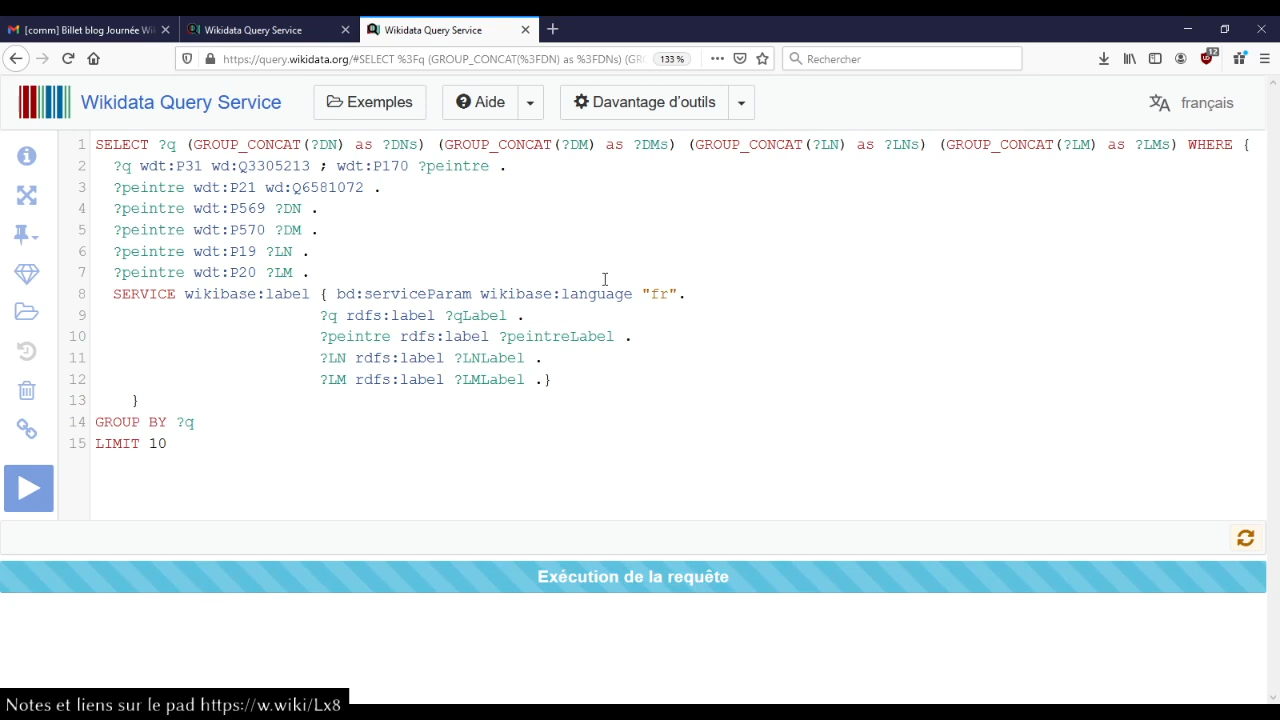 [comm] Billet blog Journée Wi
Wikidata Query Service
Wikidata Query Service
https://query.wikidata.org/#SELECT %3Fq (GROUP_CONCAT(%3FDN) as %3FDNs) (GRO
133 %
Rechercher
12
Wikidata Query Service
Exemples
Aide
Davantage d'outils
français
1 SELECT ?q (GROUP_CONCAT(?DN) as ?DNs) (GROUP_CONCAT(?DM) as ?DMs) (GROUP_CONCAT(?LN) as ?LNs) (GROUP_CONCAT(?LM) as ?LMs) WHERE {
2 ?q wdt:P31 wd:Q3305213 ; wdt:P170 ?peintre .
3 ?peintre wdt:P21 wd:Q6581072 .
4 ?peintre wdt:P569 ?DN .
5 ?peintre wdt:P570 ?DM .
6 ?peintre wdt:P19 ?LN .
7 ?peintre wdt:P20 ?LM .
8 SERVICE wikibase:label { bd:serviceParam wikibase:language "fr".
9 ?q rdfs:label ?qLabel .
10 ?peintre rdfs:label ?peintreLabel .
11 ?LN rdfs:label ?LNLabel .
12 ?LM rdfs:label ?LMLabel .}
13 }
14 GROUP BY ?q
15 LIMIT 10
Exécution de la requête
Notes et liens sur le pad https://w.wiki/Lx8